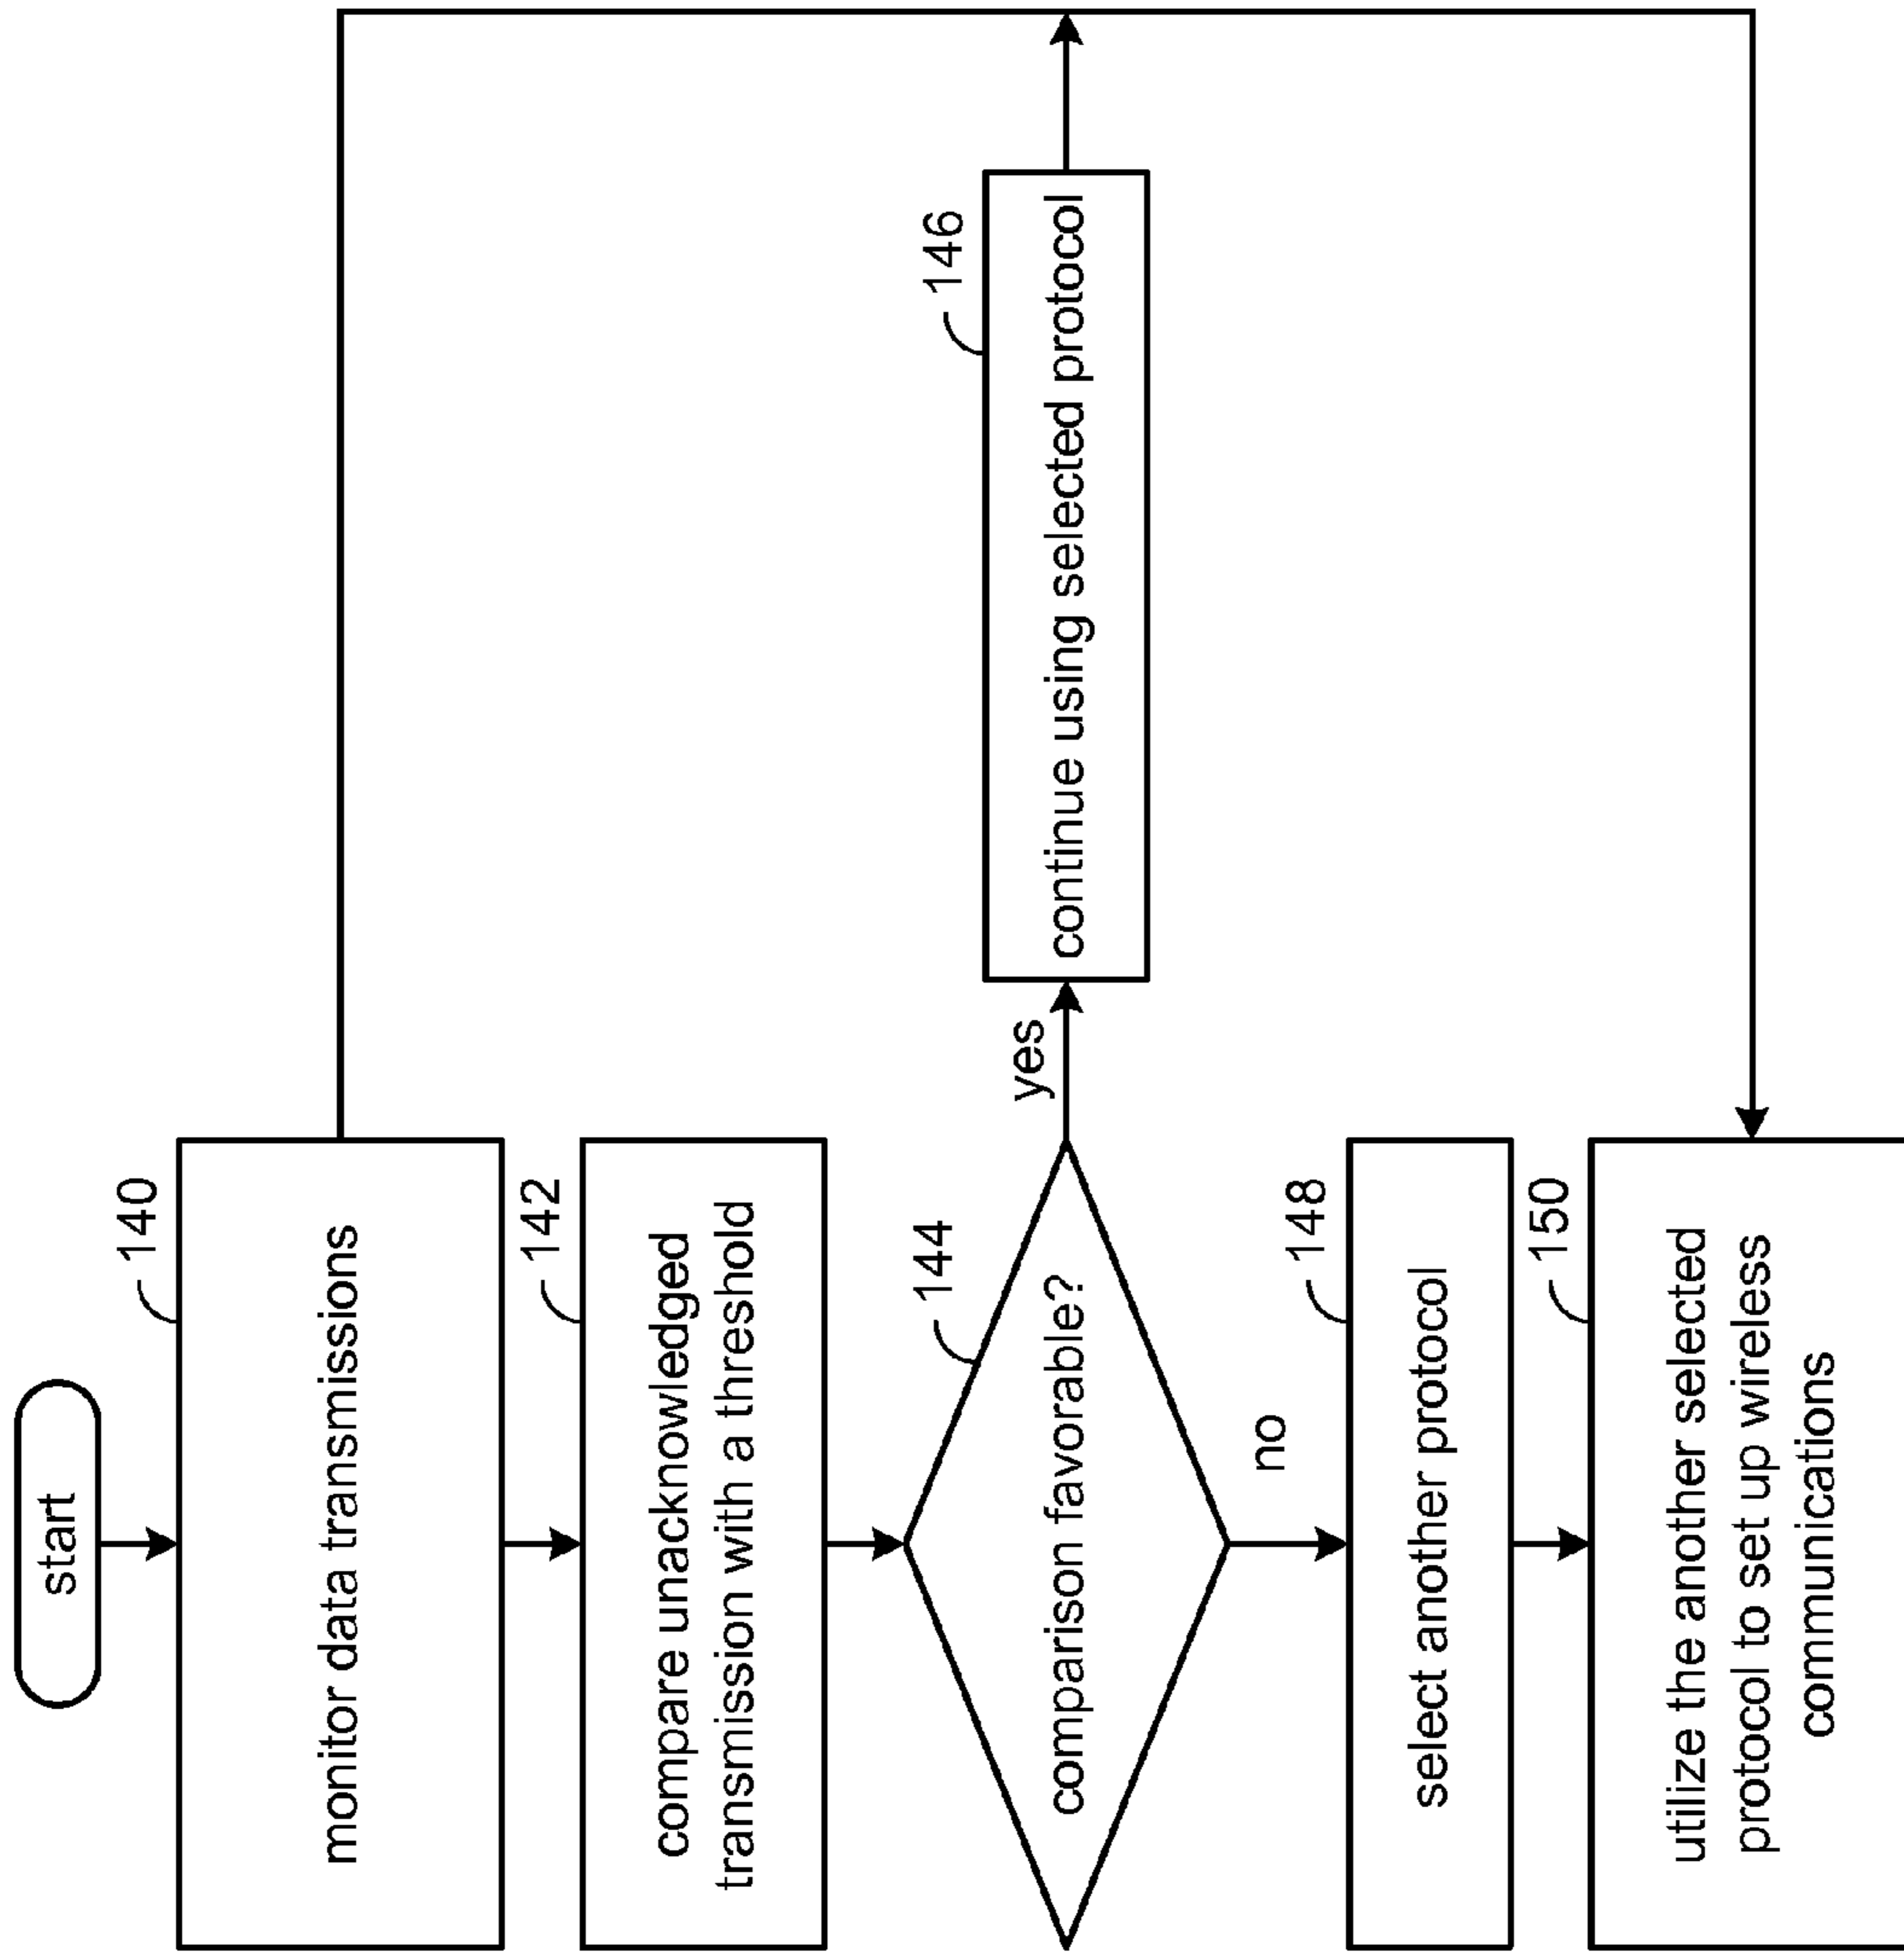 start
140
monitor data transmissions
142
compare unacknowledged
transmission with a threshold
144
comparison favorable?
yes
146
continue using selected protocol
no
148
select another protocol
150
utilize the another selected
protocol to set up wireless
communications